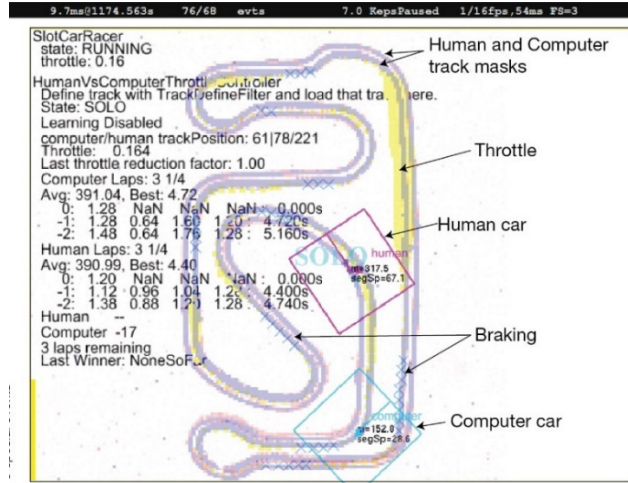 9.7ms@1174.563s 76/68 evts 7.0 KepsPaused 1/16fps,54ms FS=3
SlotCarRacer
state: RUNNING
throttle: 0.16
HumanVsComputerThrottl
Define track with TrackDefineFilter and load that tra here.
State: SOLO
Learning Disabled
computer/human trackPosition: 61|78/221
Throttle: 0.164
Last throttle reduction factor: 1.00
Computer Laps: 3 1/4
Avg: 391.04, Best: 4.72
0: 1.28 NaN NaN NaN : 0.000s
-1: 1.28 0.64 1.60 1.20 : 4.720s
-2: 1.48 0.64 1.76 1.28 : 5.160s
Human Laps: 3 1/4
Avg: 390.99, Best: 4.40
0: 1.20 NaN NaN NaN : 0.000s
-1: 1.12 0.96 1.04 : 4.400s
-2: 1.38 0.88 1.28 : 4.740s
Human --
Computer -17
3 laps remaining
Last Winner: NoneSoFar
Human and Computer
track masks
Throttle
Human car
SOLO
human
m=317.5
segSp=67.1
Braking
Computer car
computer
m=152.0
segSp=28.6